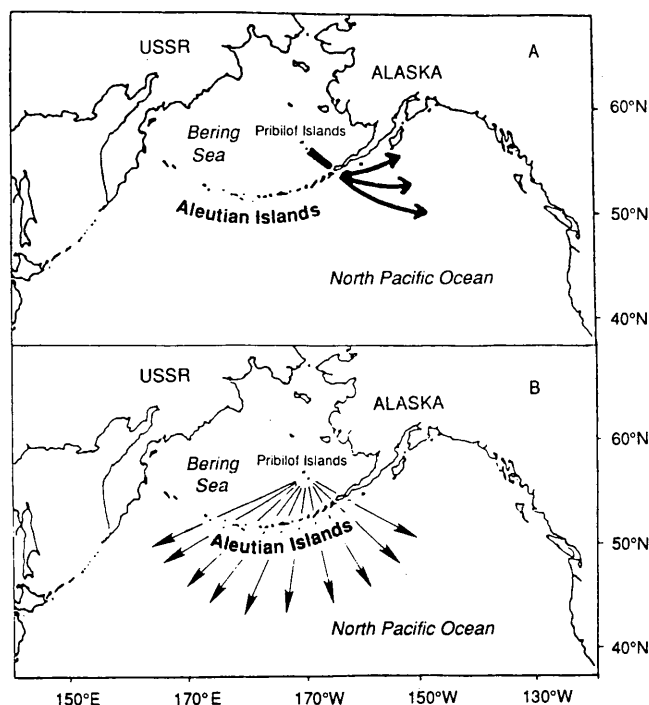 USSR
A
ALASKA
60°N
Bering
Sea
Pribilof Islands
Aleutian Islands
50°N
North Pacific Ocean
40°N
USSR
B
ALASKA
60°N
Bering
Sea
Pribilof Islands
Aleutian Islands
50°N
North Pacific Ocean
40°N
150°E
170°E
170°W
150°W
130°W